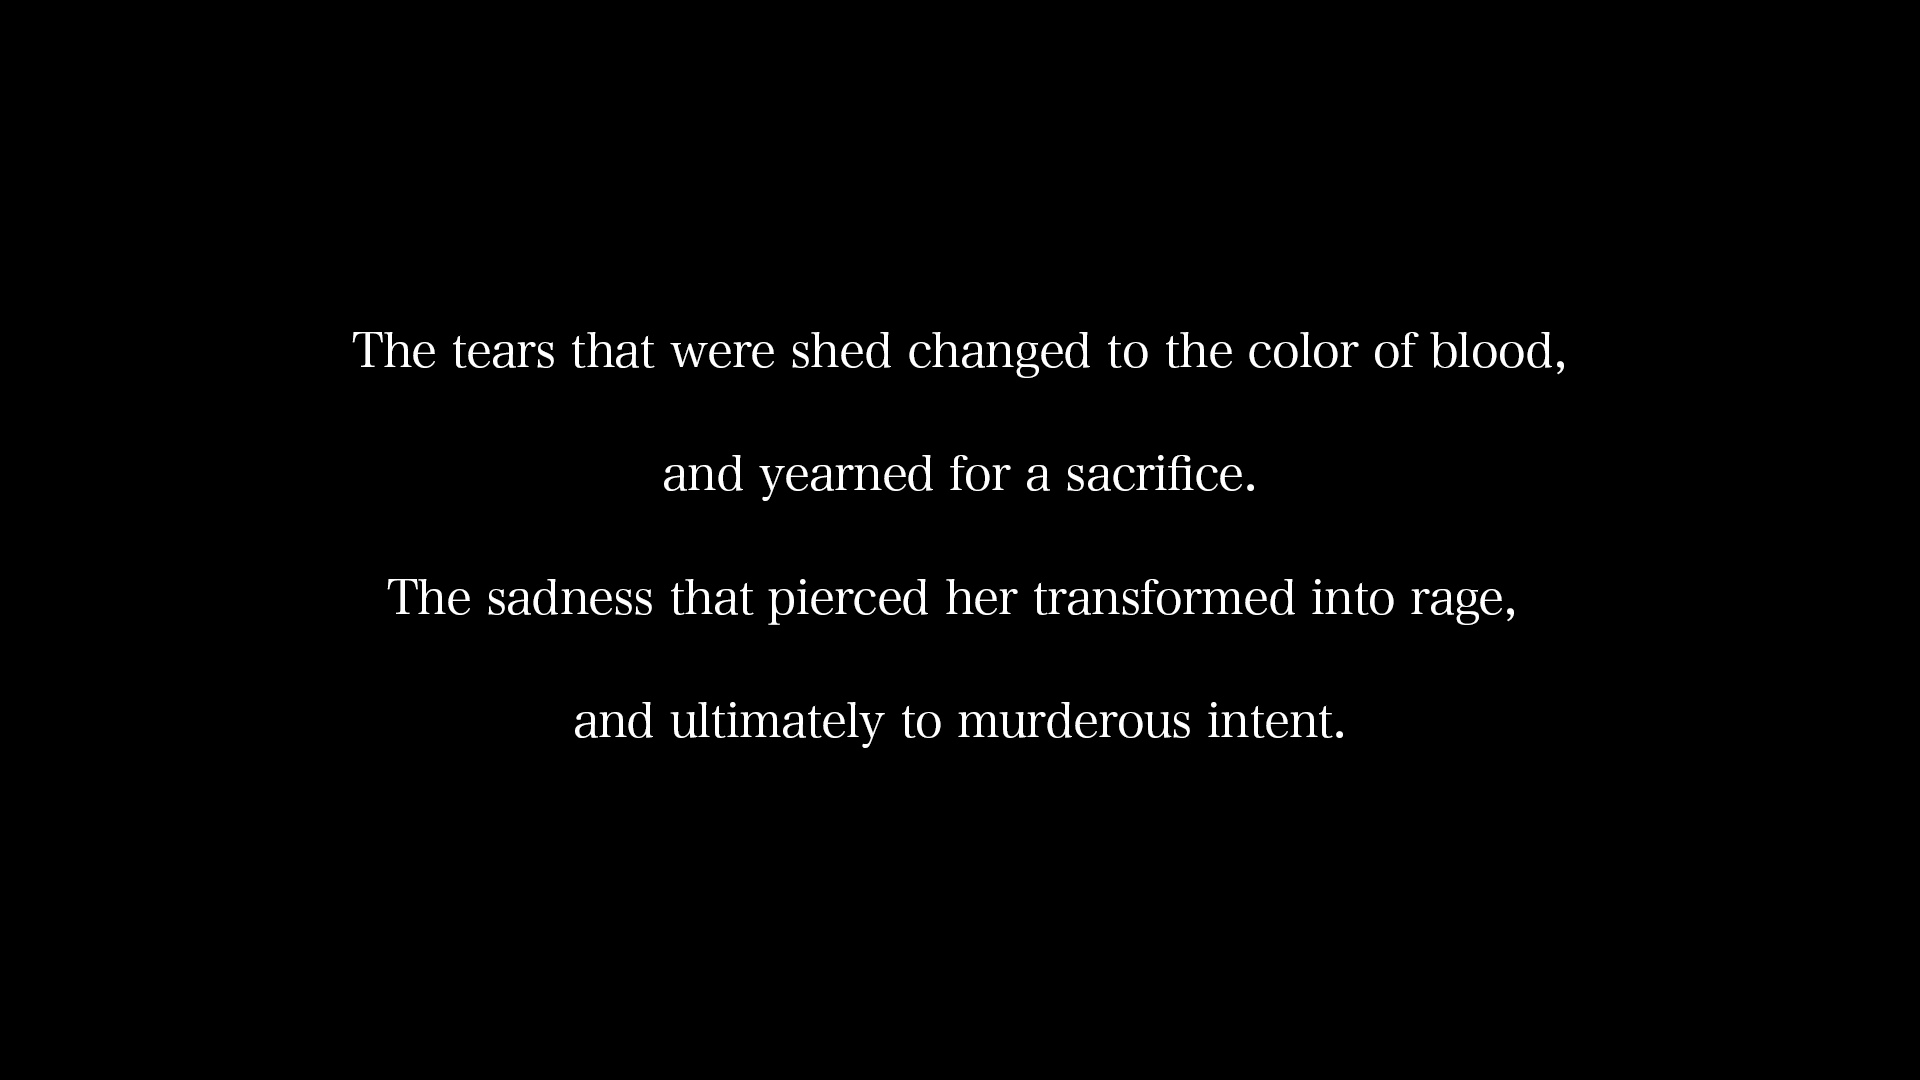 The tears that were shed changed to the color of blood,
and yearned for a sacrifice.
The sadness that pierced her transformed into rage,
and ultimately to murderous intent.